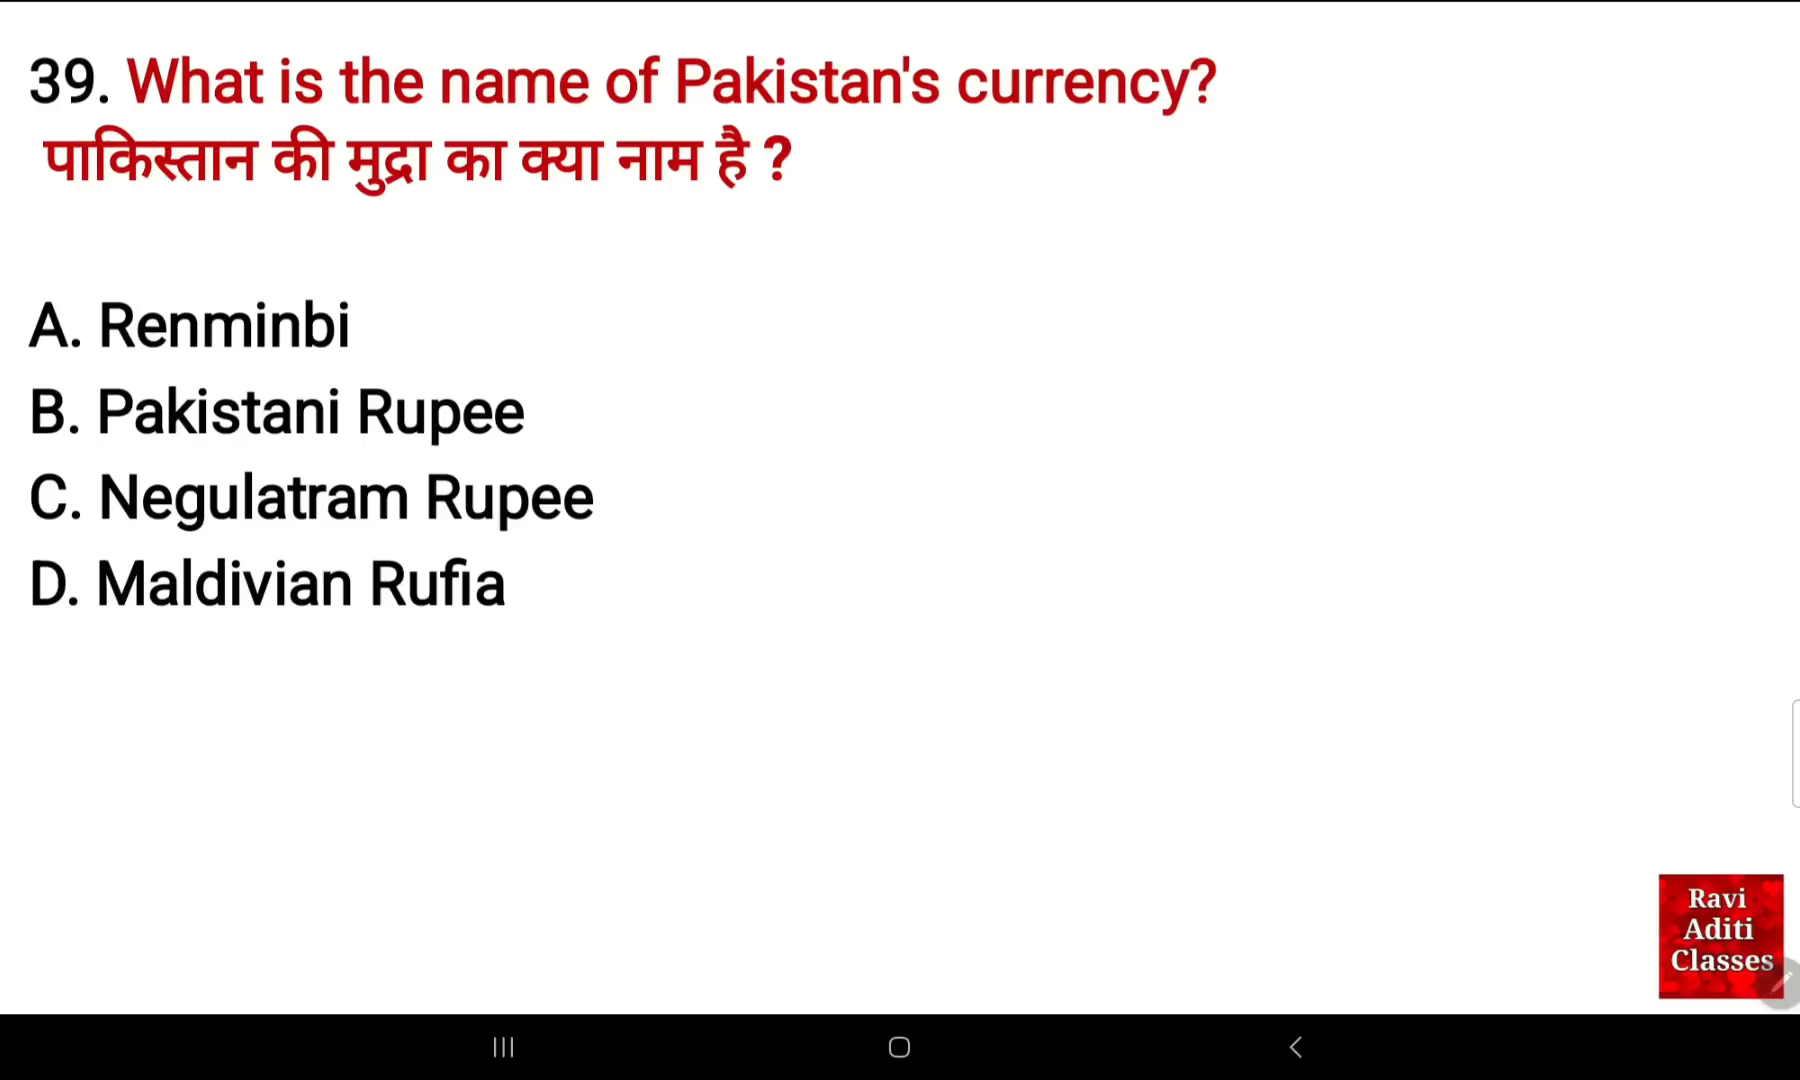 39. What is the name of Pakistan's currency?
पाकिस्तान की मुद्रा का क्या नाम है ?
A. Renminbi
B. Pakistani Rupee
C. Negulatram Rupee
D. Maldivian Rufia
Ravi
Aditi
Classes